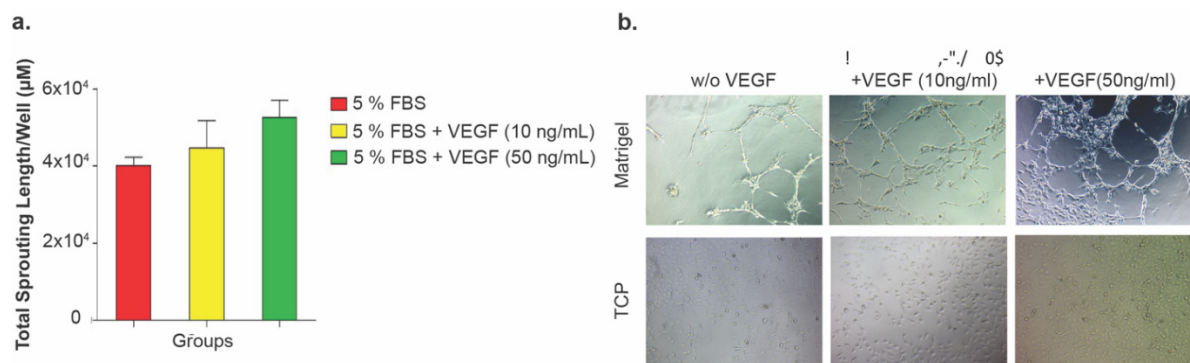 a.
Total Sprouting Length/Well (µM)
6x10⁴
4x10⁴
2x10⁴
0
Groups
5 % FBS
5 % FBS + VEGF (10 ng/mL)
5 % FBS + VEGF (50 ng/mL)
b.
! ,-"./ 0$
w/o VEGF
+VEGF (10ng/ml)
+VEGF(50ng/ml)
Matrigel
TCP